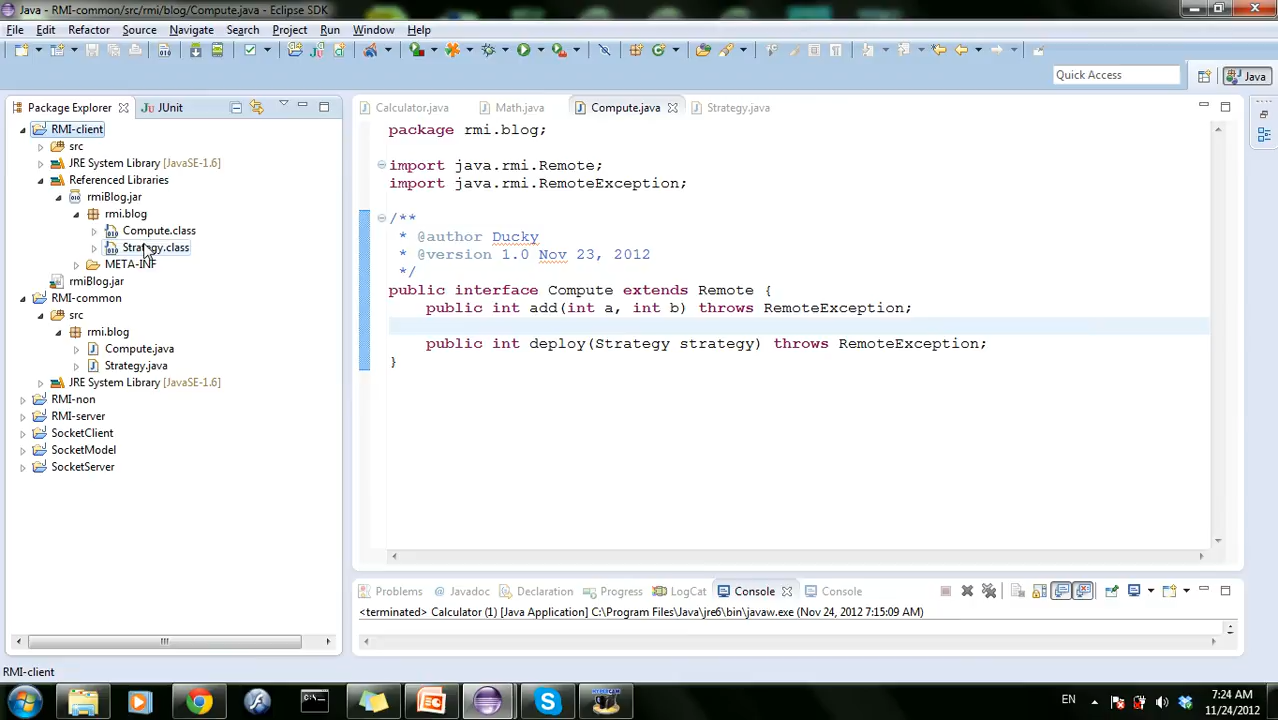 Java - RMI-common/src/rmi/blog/Compute.java - Eclipse SDK
File Edit Refactor Source Navigate Search Project Run Window Help
Quick Access
Java
Package Explorer
JUnit
RMI-client
src
JRE System Library [JavaSE-1.6]
Referenced Libraries
rmiBlog.jar
rmi.blog
Compute.class
Strategy.class
META-INF
rmiBlog.jar
RMI-common
src
rmi.blog
Compute.java
Strategy.java
JRE System Library [JavaSE-1.6]
RMI-non
RMI-server
SocketClient
SocketModel
SocketServer
Calculator.java Math.java Compute.java Strategy.java
package rmi.blog;
import java.rmi.Remote;
import java.rmi.RemoteException;
/**
* @author Ducky
* @version 1.0 Nov 23, 2012
*/
public interface Compute extends Remote {
public int add(int a, int b) throws RemoteException;
public int deploy(Strategy strategy) throws RemoteException;
}
Problems Javadoc Declaration Progress LogCat Console Console
<terminated> Calculator (1) [Java Application] C:\Program Files\Java\jre6\bin\javaw.exe (Nov 24, 2012 7:15:09 AM)
RMI-client
EN
7:24 AM
11/24/2012